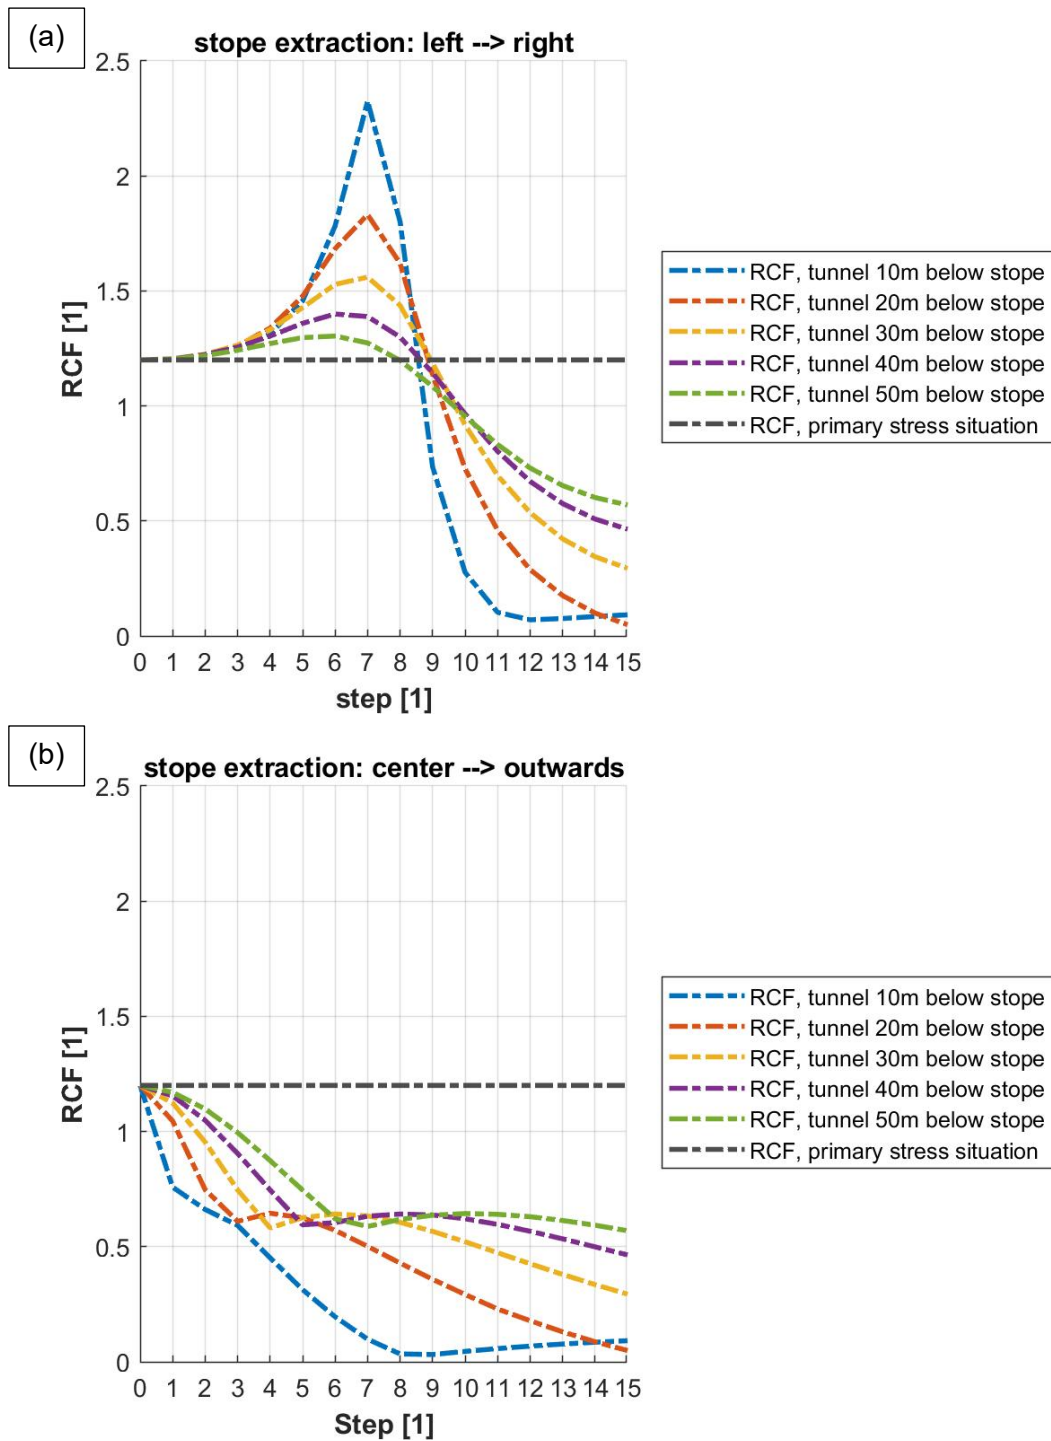 (a)
stope extraction: left --> right
2.5
2
1.5
1
0.5
0
RCF [1]
0 1 2 3 4 5 6 7 8 9 10 11 12 13 14 15
step [1]
RCF, tunnel 10m below stope
RCF, tunnel 20m below stope
RCF, tunnel 30m below stope
RCF, tunnel 40m below stope
RCF, tunnel 50m below stope
RCF, primary stress situation
(b)
stope extraction: center --> outwards
2.5
2
1.5
1
0.5
0
RCF [1]
0 1 2 3 4 5 6 7 8 9 10 11 12 13 14 15
Step [1]
RCF, tunnel 10m below stope
RCF, tunnel 20m below stope
RCF, tunnel 30m below stope
RCF, tunnel 40m below stope
RCF, tunnel 50m below stope
RCF, primary stress situation